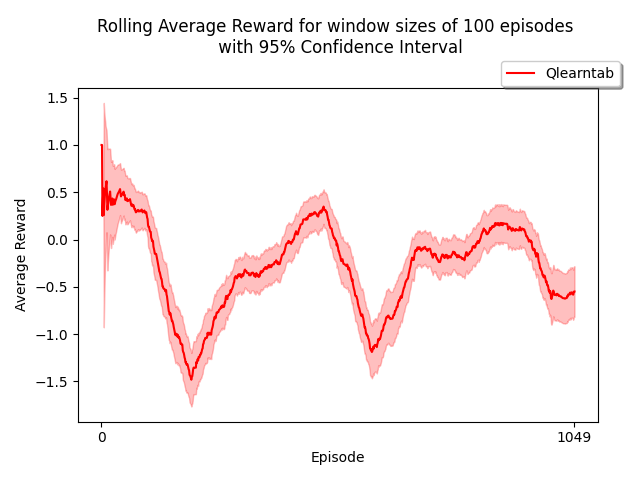 Rolling Average Reward for window sizes of 100 episodes
with 95% Confidence Interval
Qlearntab
1.5
1.0
0.5
0.0
−0.5
−1.0
−1.5
Average Reward
0
1049
Episode